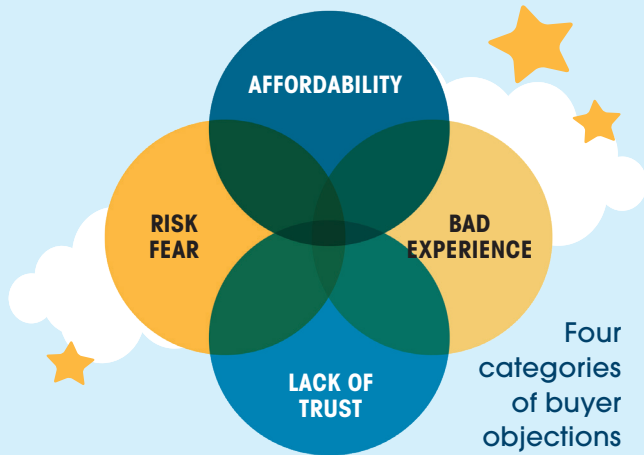 AFFORDABILITY
RISK
FEAR
BAD
EXPERIENCE
LACK OF
TRUST
Four
categories
of buyer
objections